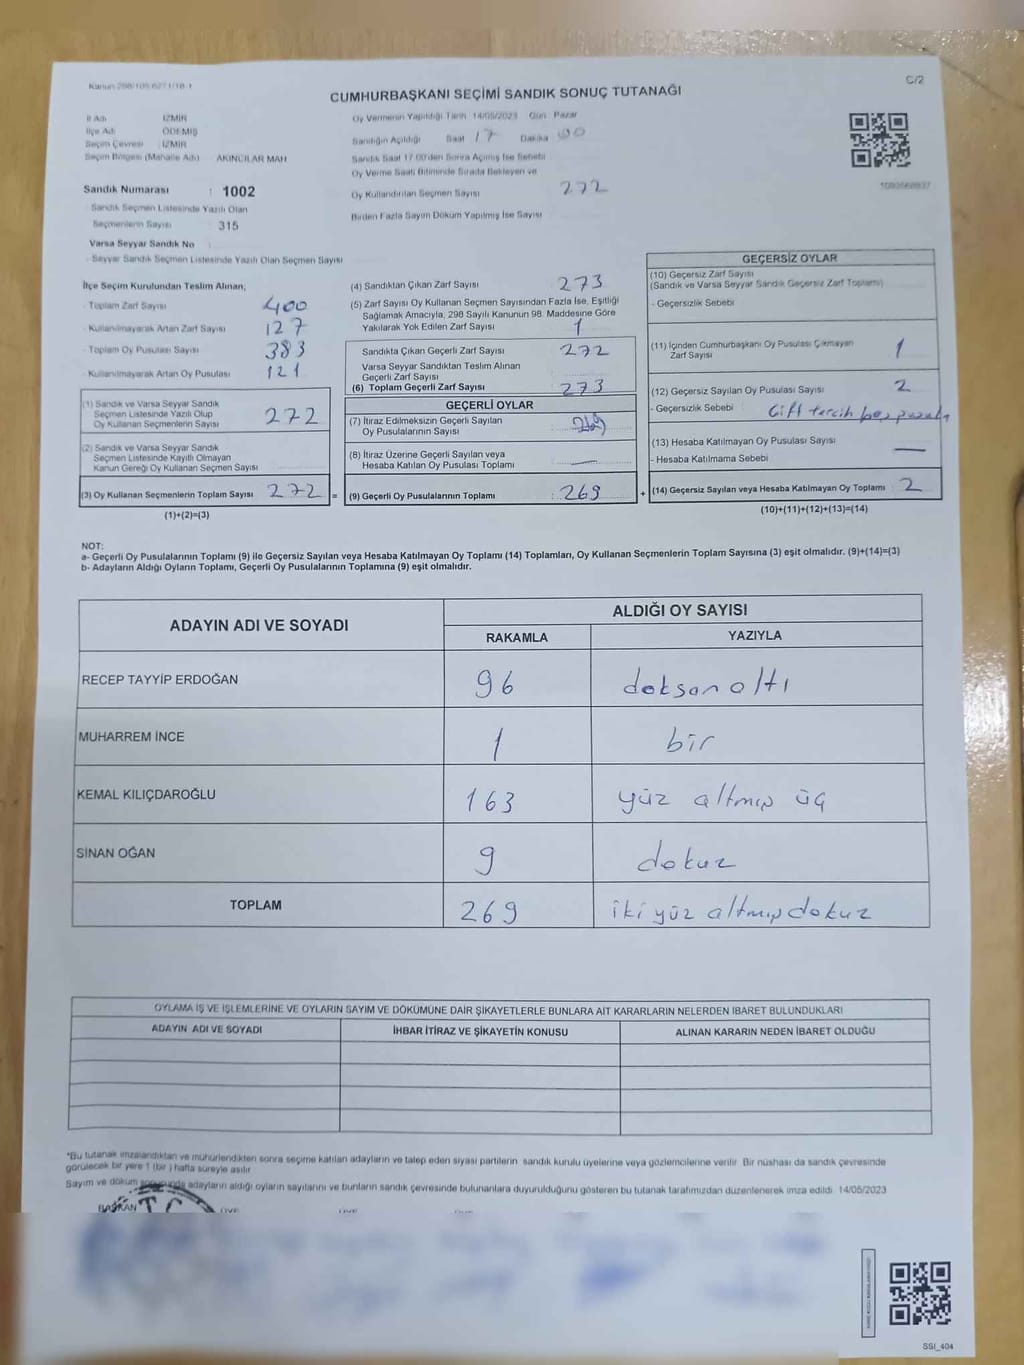 Kanun 298/105,6271/18-1
C/2
CUMHURBAŞKANI SEÇİMİ SANDIK SONUÇ TUTANAĞI
İl Adı : İZMİR
İlçe Adı : ÖDEMİŞ
Seçim Çevresi : İZMİR
Seçim Bölgesi (Mahalle Adı) : AKINCILAR MAH
Sandık Numarası : 1002
Sandık Seçmen Listesinde Yazılı Olan
Seçmenlerin Sayısı : 315
Varsa Seyyar Sandık No
- Seyyar Sandık Seçmen Listesinde Yazılı Olan Seçmen Sayısı
Oy Vermenin Yapıldığı Tarih 14/05/2023 Gün Pazar
Sandığın Açıldığı Saat 17 Dakika 00
Sandık Saat 17:00'den Sonra Açılmış İse Sebebi
Oy Verme Saati Bitiminde Sırada Bekleyen ve
Oy Kullandırılan Seçmen Sayısı 272
Birden Fazla Sayım Döküm Yapılmış İse Sayısı
İlçe Seçim Kurulundan Teslim Alınan;
- Toplam Zarf Sayısı 400
- Kullanılmayarak Artan Zarf Sayısı 127
- Toplam Oy Pusulası Sayısı 383
- Kullanılmayarak Artan Oy Pusulası 121
(1) Sandık ve Varsa Seyyar Sandık
Seçmen Listesinde Yazılı Olup
Oy Kullanan Seçmenlerin Sayısı 272
(2) Sandık ve Varsa Seyyar Sandık
Seçmen Listesinde Kayıtlı Olmayan
Kanun Gereği Oy Kullanan Seçmen Sayısı
(3) Oy Kullanan Seçmenlerin Toplam Sayısı 272 =
(1)+(2)=(3)
(4) Sandıktan Çıkan Zarf Sayısı 273
(5) Zarf Sayısı Oy Kullanan Seçmen Sayısından Fazla İse, Eşitliği
Sağlamak Amacıyla, 298 Sayılı Kanunun 98. Maddesine Göre
Yakılarak Yok Edilen Zarf Sayısı 1
Sandıkta Çıkan Geçerli Zarf Sayısı 272
Varsa Seyyar Sandıktan Teslim Alınan
Geçerli Zarf Sayısı
(6) Toplam Geçerli Zarf Sayısı 273
GEÇERLİ OYLAR
(7) İtiraz Edilmeksizin Geçerli Sayılan
Oy Pusulalarının Sayısı 269
(8) İtiraz Üzerine Geçerli Sayılan veya
Hesaba Katılan Oy Pusulası Toplamı —
(9) Geçerli Oy Pusulalarının Toplamı : 269 +
GEÇERSİZ OYLAR
(10) Geçersiz Zarf Sayısı
(Sandık ve Varsa Seyyar Sandık Geçersiz Zarf Toplamı)
- Geçersizlik Sebebi
(11) İçinden Cumhurbaşkanı Oy Pusulası Çıkmayan
Zarf Sayısı 1
(12) Geçersiz Sayılan Oy Pusulası Sayısı 2
- Geçersizlik Sebebi Çift tercih boş pusula
(13) Hesaba Katılmayan Oy Pusulası Sayısı —
- Hesaba Katılmama Sebebi
(14) Geçersiz Sayılan veya Hesaba Katılmayan Oy Toplamı 2
(10)+(11)+(12)+(13)=(14)
NOT:
a- Geçerli Oy Pusulalarının Toplamı (9) ile Geçersiz Sayılan veya Hesaba Katılmayan Oy Toplamı (14) Toplamları, Oy Kullanan Seçmenlerin Toplam Sayısına (3) eşit olmalıdır. (9)+(14)=(3)
b- Adayların Aldığı Oyların Toplamı, Geçerli Oy Pusulalarının Toplamına (9) eşit olmalıdır.
ADAYIN ADI VE SOYADI
ALDIĞI OY SAYISI
RAKAMLA YAZIYLA
RECEP TAYYİP ERDOĞAN 96 doksan altı
MUHARREM İNCE 1 bir
KEMAL KILIÇDAROĞLU 163 yüz altmış üç
SİNAN OĞAN 9 dokuz
TOPLAM 269 iki yüz altmış dokuz
OYLAMA İŞ VE İŞLEMLERİNE VE OYLARIN SAYIM VE DÖKÜMÜNE DAİR ŞİKAYETLERLE BUNLARA AİT KARARLARIN NELERDEN İBARET BULUNDUKLARI
ADAYIN ADI VE SOYADI İHBAR İTİRAZ VE ŞİKAYETİN KONUSU ALINAN KARARIN NEDEN İBARET OLDUĞU
*Bu tutanak imzalandıktan ve mühürlendikten sonra seçime katılan adayların ve talep eden siyasi partilerin sandık kurulu üyelerine veya gözlemcilerine verilir. Bir nüshası da sandık çevresinde
görülecek bir yere 1 (bir) hafta süreyle asılır.
Sayım ve döküm sonucunda adayların aldığı oyların sayılarını ve bunların sandık çevresinde bulunanlara duyurulduğunu gösteren bu tutanak tarafımızdan düzenlenerek imza edildi. 14/05/2023
BAŞKAN T.C.
SSI_404